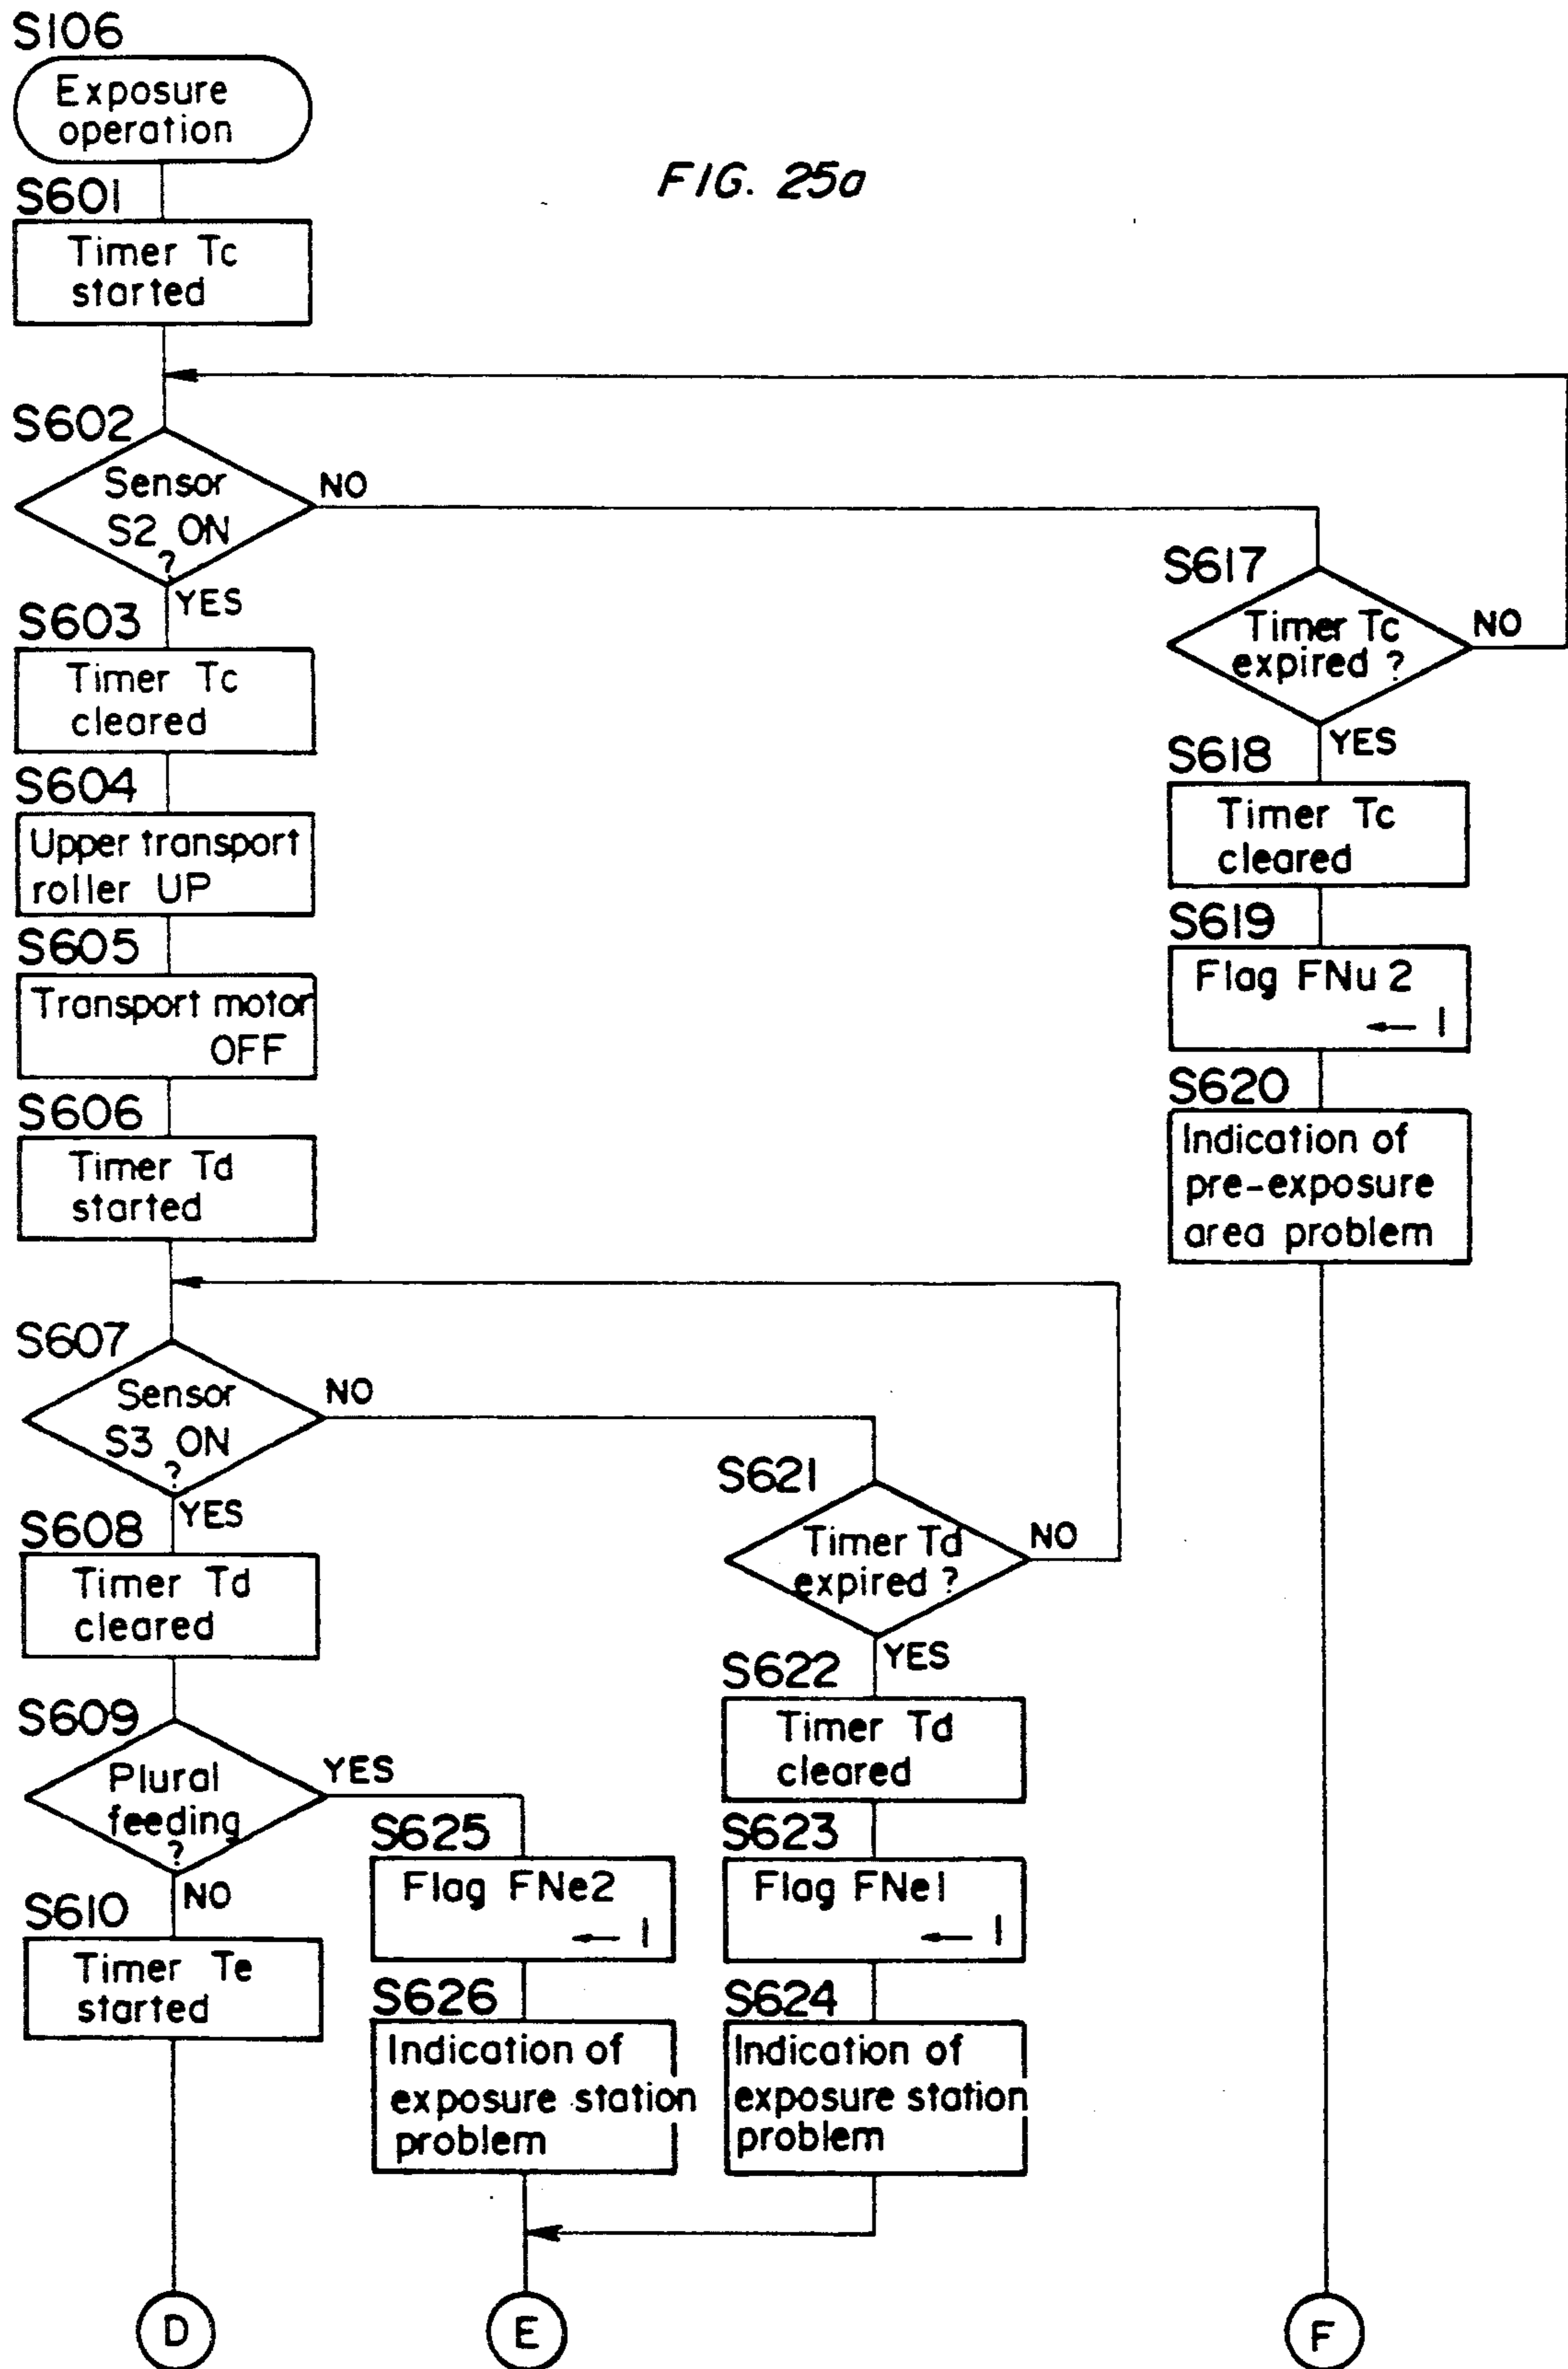 S106
Exposure
operation
FIG. 25a
S601
Timer Tc
started
S602
Sensor
S2 ON
?
NO
YES
S617
Timer Tc
expired ?
NO
YES
S603
Timer Tc
cleared
S604
Upper transport
roller UP
S605
Transport motor
OFF
S606
Timer Td
started
S618
Timer Tc
cleared
S619
Flag FNu 2
← 1
S620
Indication of
pre-exposure
area problem
S607
Sensor
S3 ON
?
NO
YES
S621
Timer Td
expired ?
NO
YES
S608
Timer Td
cleared
S609
Plural
feeding
?
YES
NO
S610
Timer Te
started
S625
Flag FNe2
← 1
S626
Indication of
exposure station
problem
S622
Timer Td
cleared
S623
Flag FNe1
← 1
S624
Indication of
exposure station
problem
D
E
F